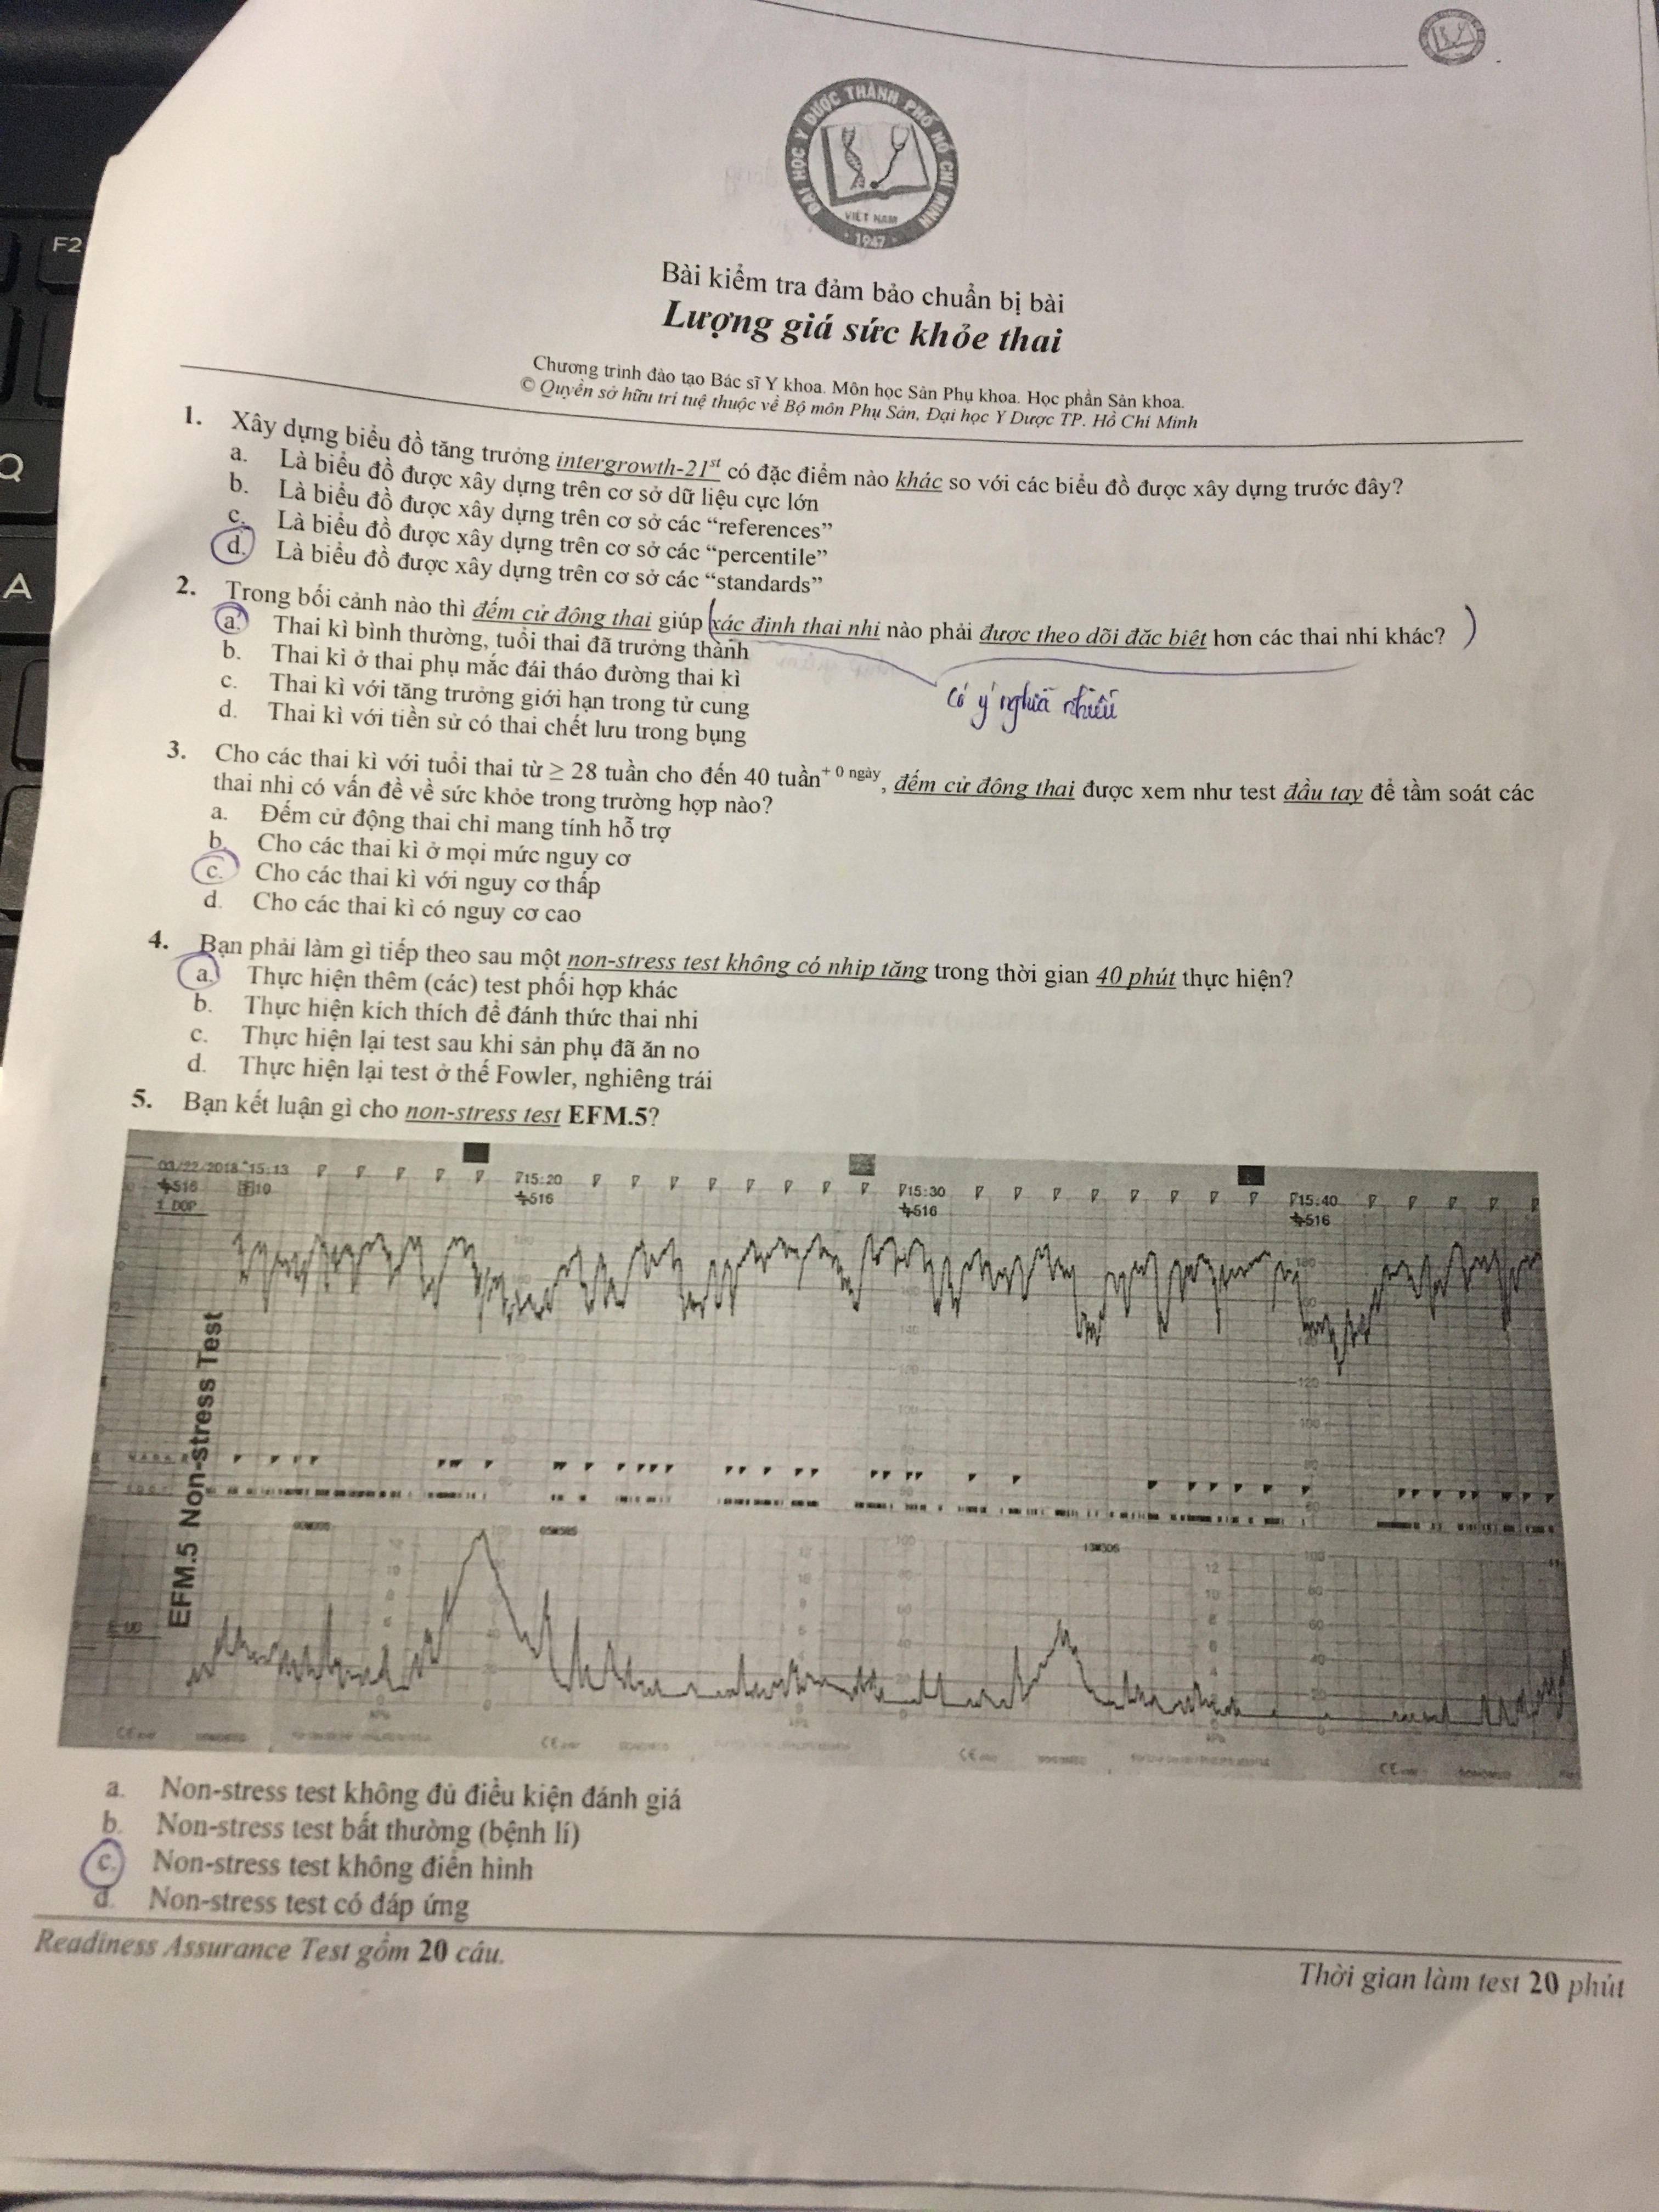 F2
Q
A
ĐẠI HỌC Y DƯỢC THÀNH PHỐ HỒ CHÍ MINH
VIỆT NAM
1947
Bài kiểm tra đảm bảo chuẩn bị bài
Lượng giá sức khỏe thai
Chương trình đào tạo Bác sĩ Y khoa. Môn học Sản Phụ khoa. Học phần Sản khoa.
© Quyền sở hữu trí tuệ thuộc về Bộ môn Phụ Sản, Đại học Y Dược TP. Hồ Chí Minh
1. Xây dựng biểu đồ tăng trưởng intergrowth-21st có đặc điểm nào khác so với các biểu đồ được xây dựng trước đây?
a. Là biểu đồ được xây dựng trên cơ sở dữ liệu cực lớn
b. Là biểu đồ được xây dựng trên cơ sở các “references”
c. Là biểu đồ được xây dựng trên cơ sở các “percentile”
d. Là biểu đồ được xây dựng trên cơ sở các “standards”
2. Trong bối cảnh nào thì đếm cử động thai giúp xác định thai nhi nào phải được theo dõi đặc biệt hơn các thai nhi khác?
a. Thai kì bình thường, tuổi thai đã trưởng thành
b. Thai kì ở thai phụ mắc đái tháo đường thai kì
c. Thai kì với tăng trưởng giới hạn trong tử cung
d. Thai kì với tiền sử có thai chết lưu trong bụng
có ý nghĩa nhiều
3. Cho các thai kì với tuổi thai từ ≥ 28 tuần cho đến 40 tuần+ 0 ngày, đếm cử động thai được xem như test đầu tay để tầm soát các
thai nhi có vấn đề về sức khỏe trong trường hợp nào?
a. Đếm cử động thai chỉ mang tính hỗ trợ
b. Cho các thai kì ở mọi mức nguy cơ
c. Cho các thai kì với nguy cơ thấp
d. Cho các thai kì có nguy cơ cao
4. Bạn phải làm gì tiếp theo sau một non-stress test không có nhịp tăng trong thời gian 40 phút thực hiện?
a. Thực hiện thêm (các) test phối hợp khác
b. Thực hiện kích thích để đánh thức thai nhi
c. Thực hiện lại test sau khi sản phụ đã ăn no
d. Thực hiện lại test ở thế Fowler, nghiêng trái
5. Bạn kết luận gì cho non-stress test EFM.5?
03/22/2018 15:13 15:20 15:30 15:40
516 10 516 516 516
1 DOP
EFM.5 Non-stress Test
a. Non-stress test không đủ điều kiện đánh giá
b. Non-stress test bất thường (bệnh lí)
c. Non-stress test không điển hình
d. Non-stress test có đáp ứng
Readiness Assurance Test gồm 20 câu.
Thời gian làm test 20 phút